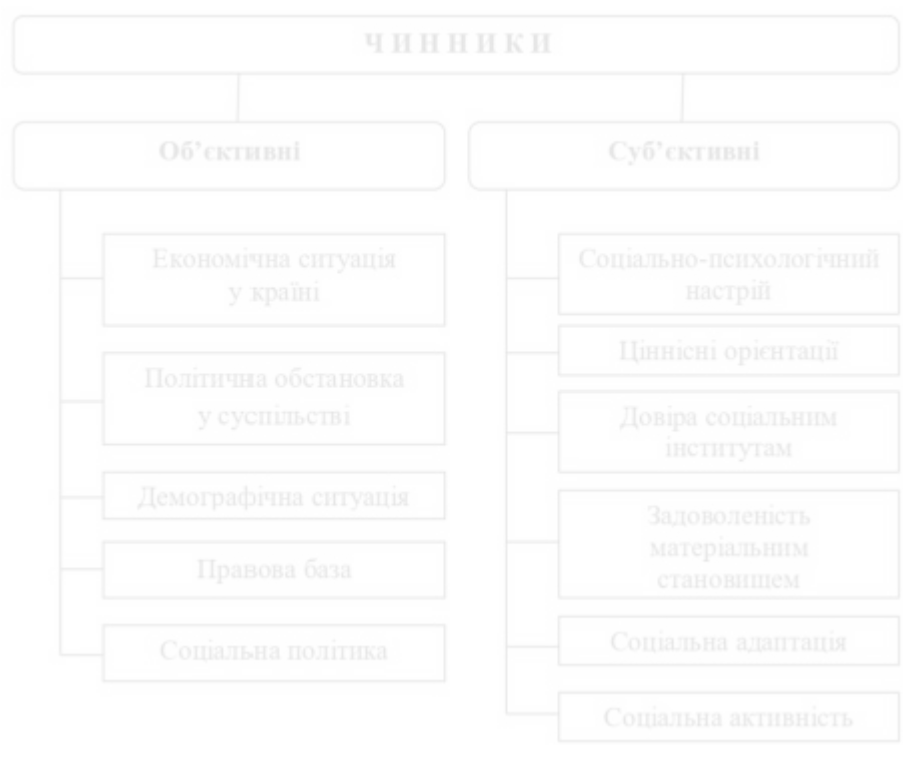 ЧИННИКИ
Об’єктивні
Економічна ситуація
у країні
Політична обстановка
у суспільстві
Демографічна ситуація
Правова база
Соціальна політика
Суб’єктивні
Соціально-психологічний
настрій
Ціннісні орієнтації
Довіра соціальним
інститутам
Задоволеність
матеріальним
становищем
Соціальна адаптація
Соціальна активність